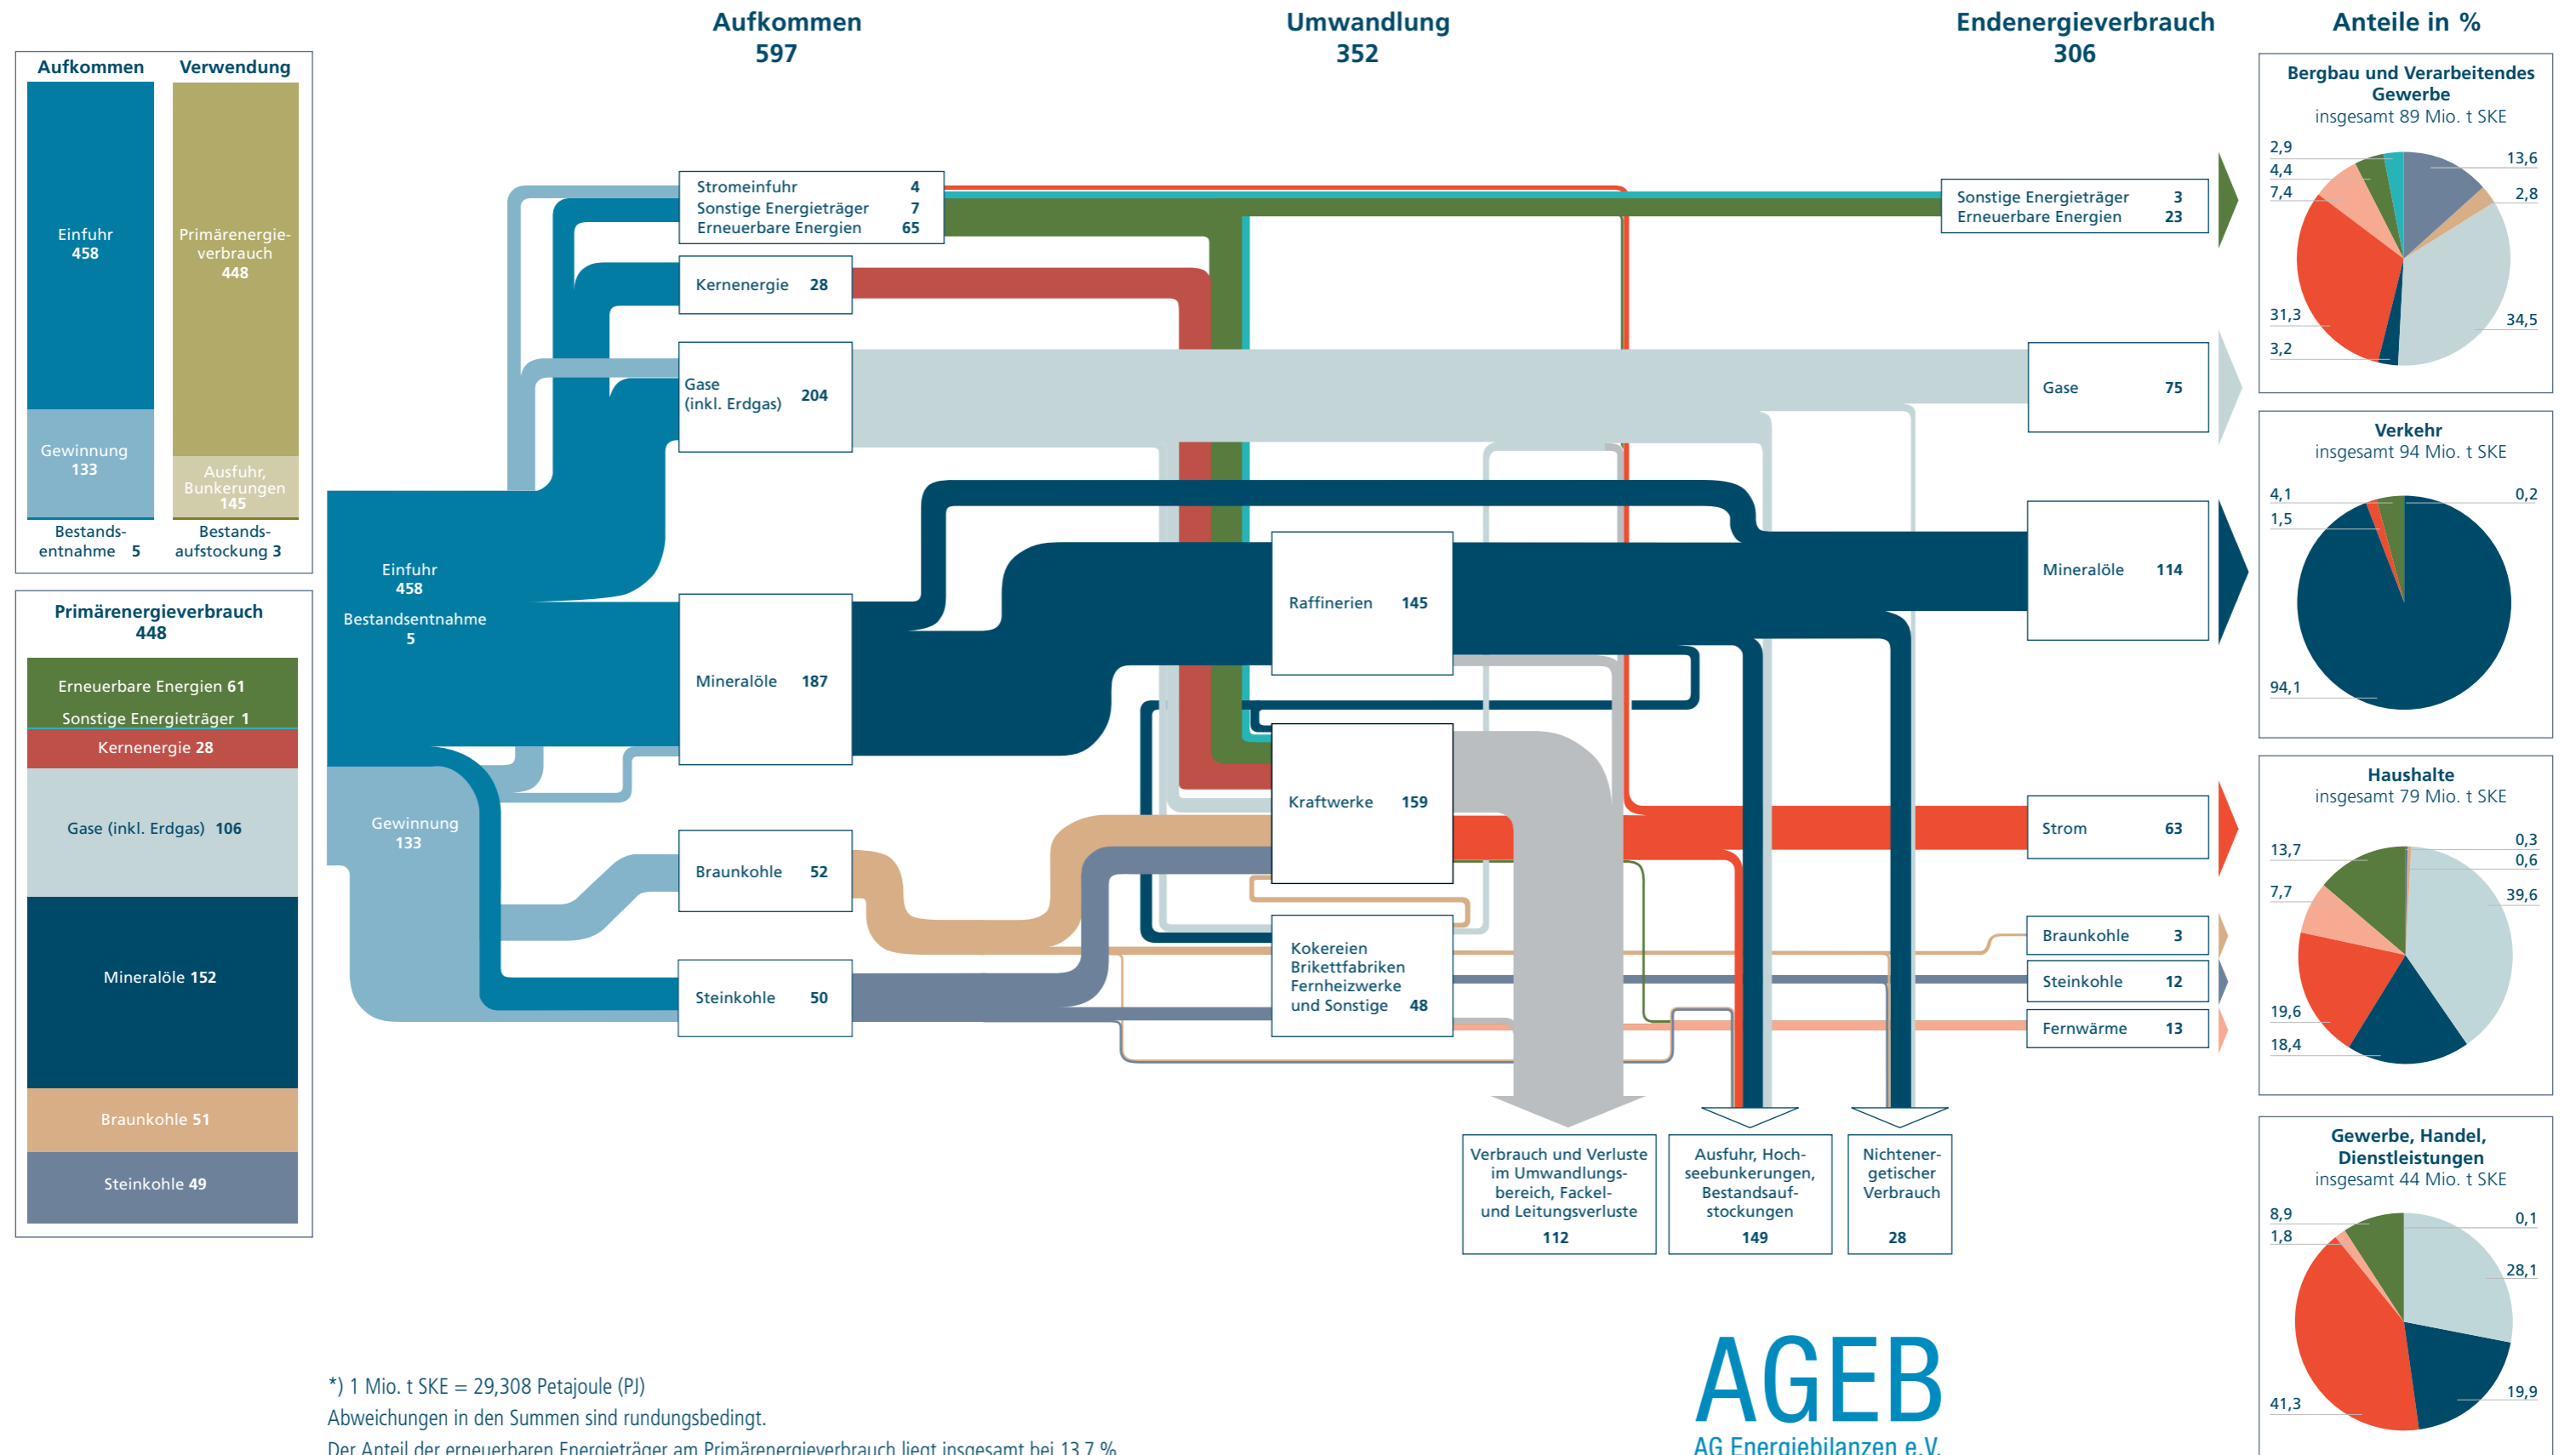 Aufkommen
597
Umwandlung
352
Endenergieverbrauch
306
Anteile in %
Aufkommen
Verwendung
Einfuhr
458
Primärenergie-
verbrauch
448
Gewinnung
133
Ausfuhr,
Bunkerungen
145
Bestands-
entnahme 5
Bestands-
aufstockung 3
Primärenergieverbrauch
448
Erneuerbare Energien 61
Sonstige Energieträger 1
Kernenergie 28
Gase (inkl. Erdgas) 106
Mineralöle 152
Braunkohle 51
Steinkohle 49
Einfuhr
458
Bestandsentnahme
5
Gewinnung
133
Stromeinfuhr 4
Sonstige Energieträger 7
Erneuerbare Energien 65
Kernenergie 28
Gase
(inkl. Erdgas) 204
Mineralöle 187
Braunkohle 52
Steinkohle 50
Raffinerien 145
Kraftwerke 159
Kokereien
Brikettfabriken
Fernheizwerke
und Sonstige 48
Sonstige Energieträger 3
Erneuerbare Energien 23
Gase 75
Mineralöle 114
Strom 63
Braunkohle 3
Steinkohle 12
Fernwärme 13
Verbrauch und Verluste
im Umwandlungs-
bereich, Fackel-
und Leitungsverluste
112
Ausfuhr, Hoch-
seebunkerungen,
Bestandsauf-
stockungen
149
Nichtener-
getischer
Verbrauch
28
Bergbau und Verarbeitendes
Gewerbe
insgesamt 89 Mio. t SKE
2,9
4,4
7,4
31,3
3,2
13,6
2,8
34,5
Verkehr
insgesamt 94 Mio. t SKE
4,1
1,5
94,1
0,2
Haushalte
insgesamt 79 Mio. t SKE
13,7
7,7
19,6
18,4
0,3
0,6
39,6
Gewerbe, Handel,
Dienstleistungen
insgesamt 44 Mio. t SKE
8,9
1,8
41,3
0,1
28,1
19,9
*) 1 Mio. t SKE = 29,308 Petajoule (PJ)
Abweichungen in den Summen sind rundungsbedingt.
Der Anteil der erneuerbaren Energieträger am Primärenergieverbrauch liegt insgesamt bei 13,7 %.
AGEB
AG Energiebilanzen e.V.